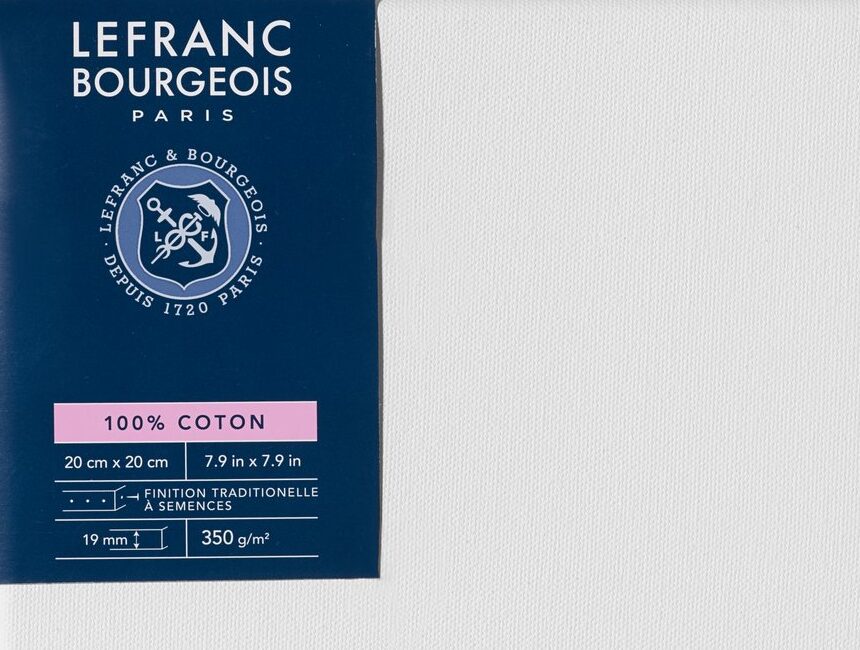 LEFRANC
BOURGEOIS
PARIS
LEFRANC & BOURGEOIS
L F
· DEPUIS 1720 PARIS ·
100% COTON
20 cm x 20 cm
7.9 in x 7.9 in
FINITION TRADITIONELLE
À SEMENCES
19 mm
350 g/m²